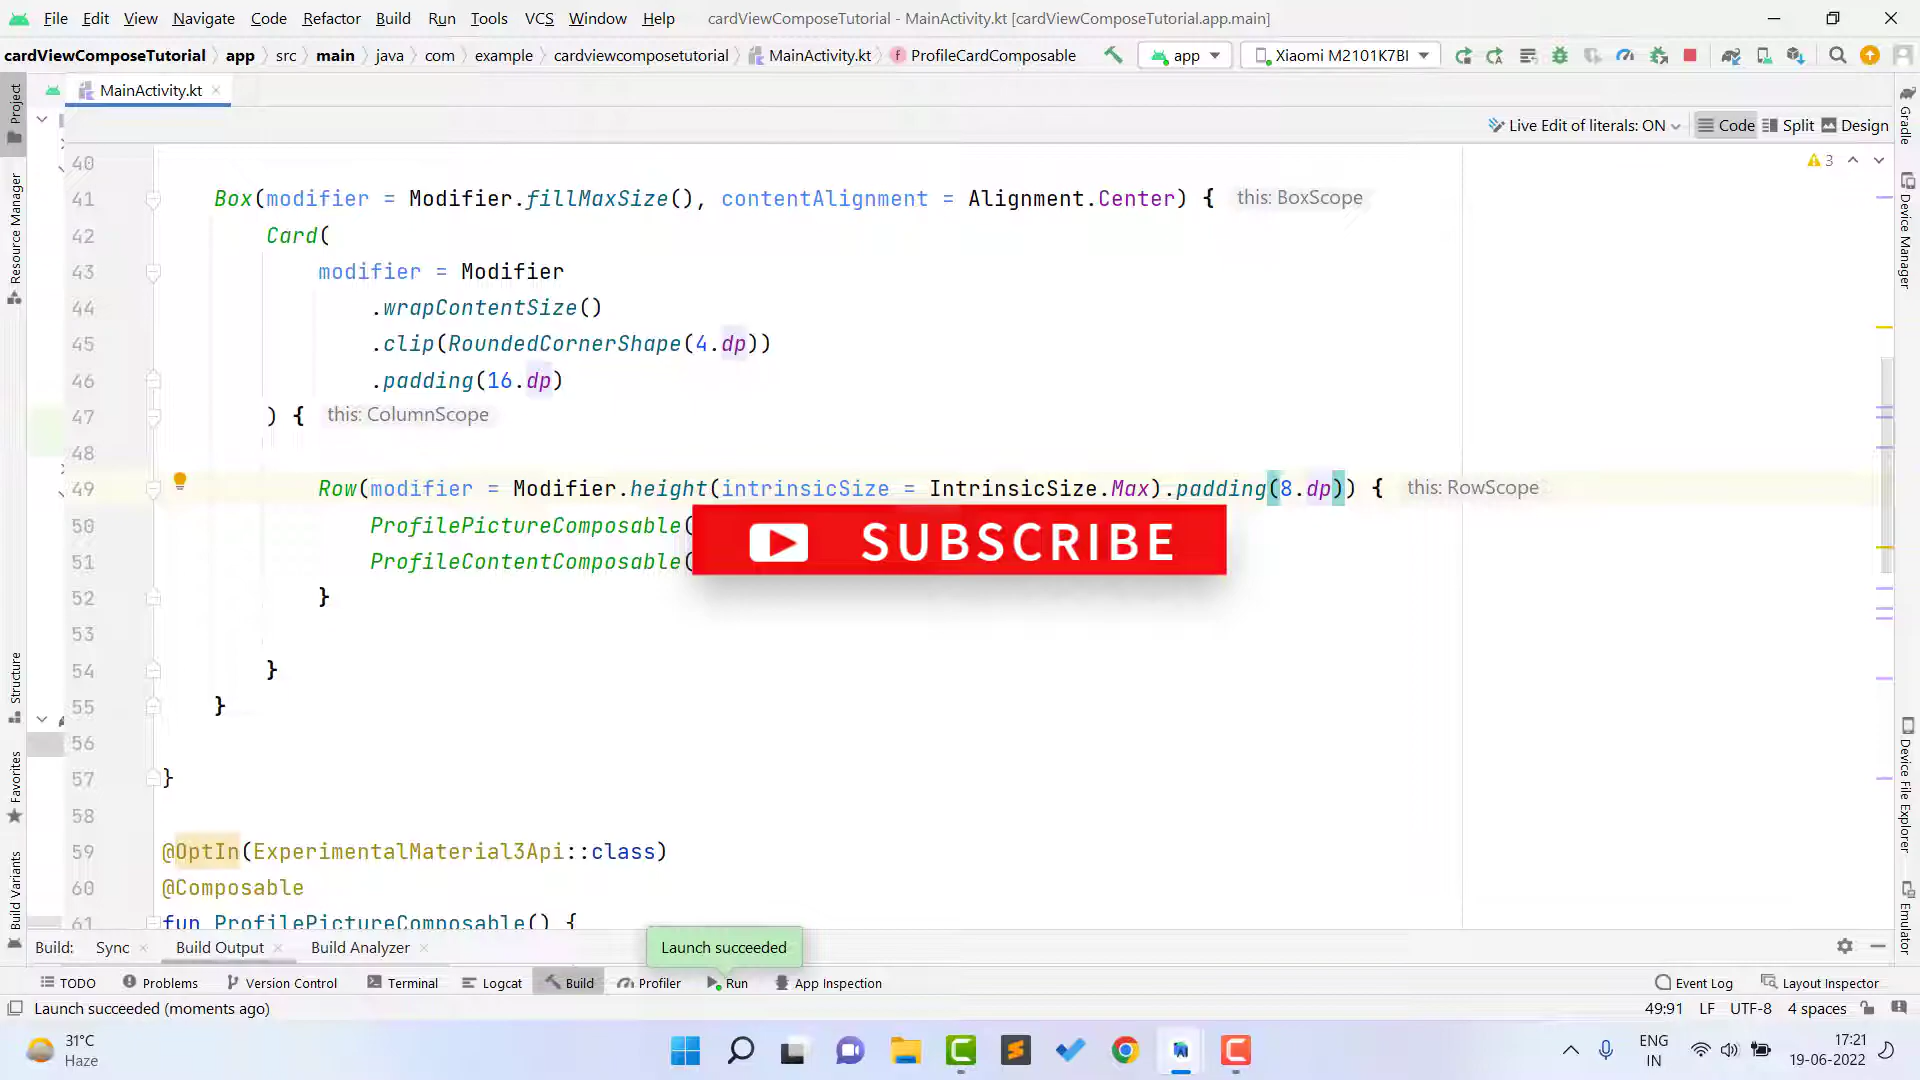 File Edit View Navigate Code Refactor Build Run Tools VCS Window Help cardViewComposeTutorial - MainActivity.kt [cardViewComposeTutorial.app.main]
cardViewComposeTutorial app src main java com example cardviewcomposetutorial MainActivity.kt ProfileCardComposable app Xiaomi M2101K7BI
MainActivity.kt
Live Edit of literals: ON Code Split Design
3
40
41 Box(modifier = Modifier.fillMaxSize(), contentAlignment = Alignment.Center) { this: BoxScope
42 Card(
43 modifier = Modifier
44 .wrapContentSize()
45 .clip(RoundedCornerShape(4.dp))
46 .padding(16.dp)
47 ) { this: ColumnScope
48
49 Row(modifier = Modifier.height(intrinsicSize = IntrinsicSize.Max).padding(8.dp)) { this: RowScope
50 ProfilePictureComposable(
51 ProfileContentComposable(
SUBSCRIBE
52 }
53
54 }
55 }
56
57 }
58
59 @OptIn(ExperimentalMaterial3Api::class)
60 @Composable
61 fun ProfilePictureComposable() {
Project
Resource Manager
Structure
Favorites
Build Variants
Gradle
Device Manager
Device File Explorer
Emulator
Build: Sync Build Output Build Analyzer
Launch succeeded
TODO Problems Version Control Terminal Logcat Build Profiler Run App Inspection Event Log Layout Inspector
Launch succeeded (moments ago) 49:91 LF UTF-8 4 spaces
31°C
Haze
ENG
IN
17:21
19-06-2022